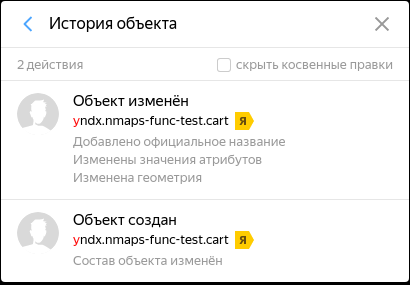 История объекта
2 действия
скрыть косвенные правки
Объект изменён
yndx.nmaps-func-test.cart Я
Добавлено официальное название
Изменены значения атрибутов
Изменена геометрия
Объект создан
yndx.nmaps-func-test.cart Я
Состав объекта изменён